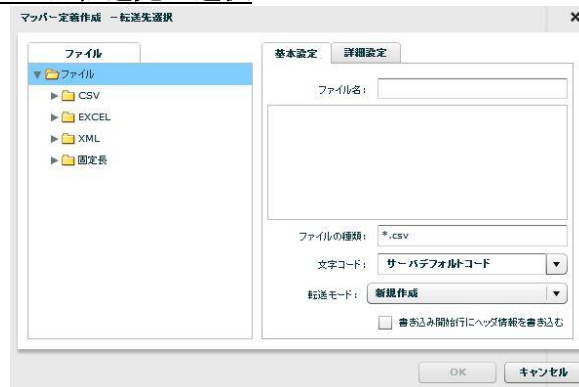 マッパー定義作成 －転送先選択
ファイル
ファイル
CSV
EXCEL
XML
固定長
基本設定 詳細設定
ファイル名:
ファイルの種類: *.csv
文字コード: サーバデフォルトコード
転送モード: 新規作成
書き込み開始行にヘッダ情報を書き込む
OK キャンセル